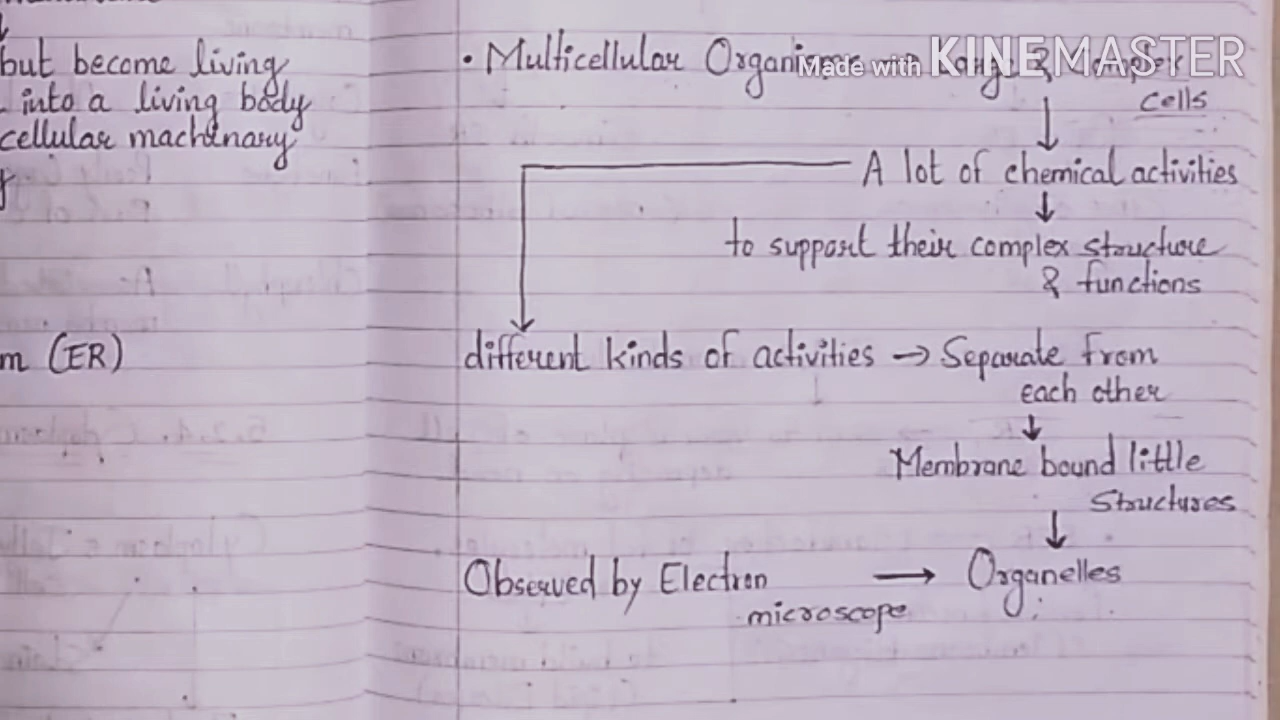 but become living
into a living body
cellular machinary
m (ER)
• Multicellular Organisms → Large & Complex
cells
A lot of chemical activities
to support their complex structure
& functions
different kinds of activities → Separate from
each other
Membrane bound little
Structures
Observed by Electron → Organelles
microscope
Made with KINEMASTER